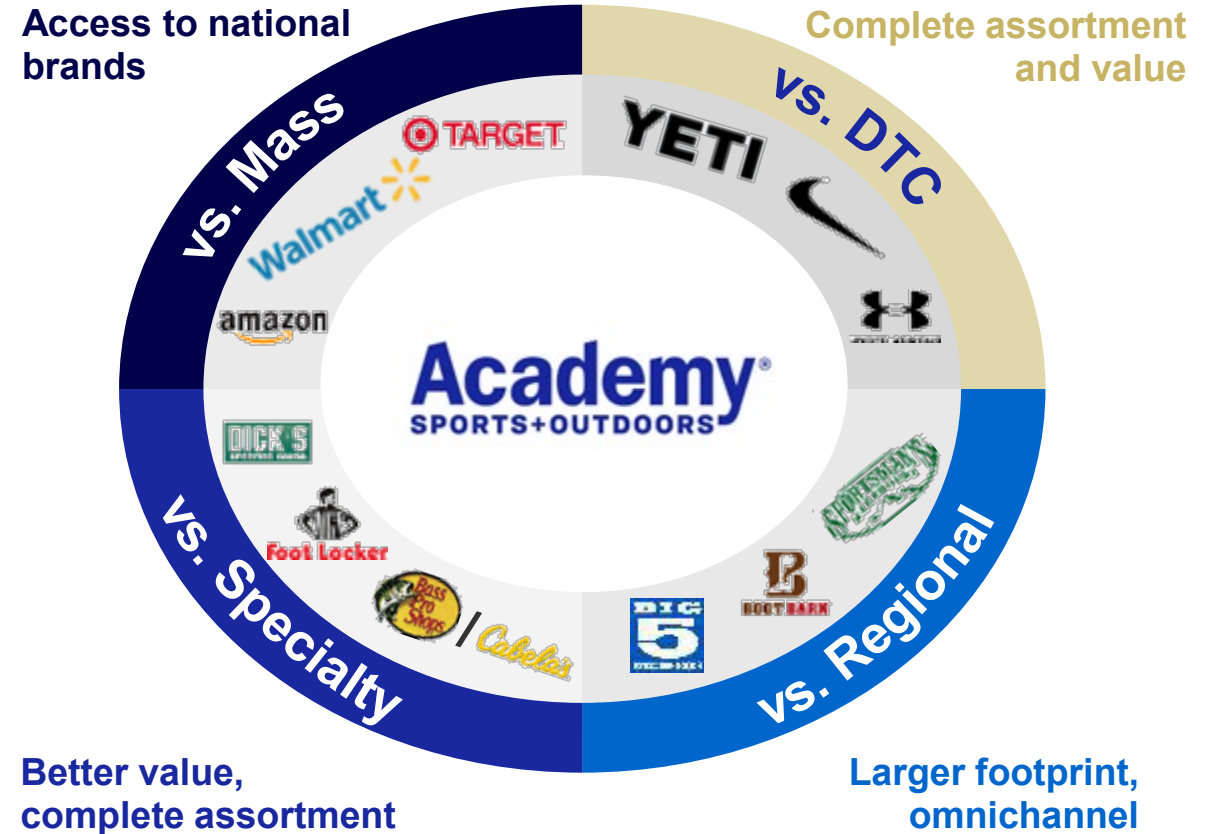 Access to national
brands
Complete assortment
and value
vs. Mass
vs. DTC
TARGET
YETI
Walmart
amazon
Academy®
SPORTS+OUTDOORS
DICK'S
SPORTSMAN'S
Foot Locker
Bass
Pro
Shops
/
Cabela's
BIG
5
B
BOOT BARN
vs. Specialty
vs. Regional
Better value,
complete assortment
Larger footprint,
omnichannel